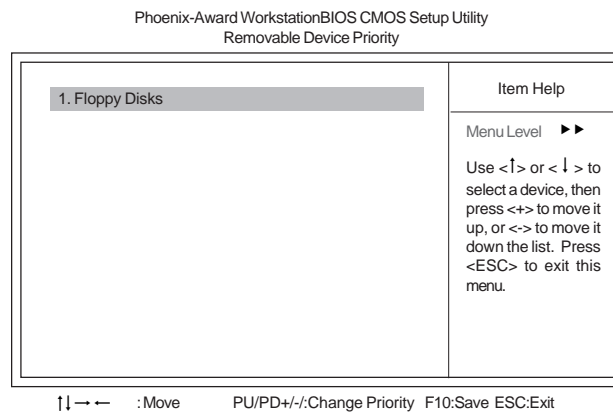 Phoenix-Award WorkstationBIOS CMOS Setup Utility
Removable Device Priority
1. Floppy Disks
Item Help
Menu Level ►►
Use <↑> or < ↓ > to
select a device, then
press <+> to move it
up, or <-> to move it
down the list. Press
<ESC> to exit this
menu.
↑↓→← : Move PU/PD+/-/:Change Priority F10:Save ESC:Exit